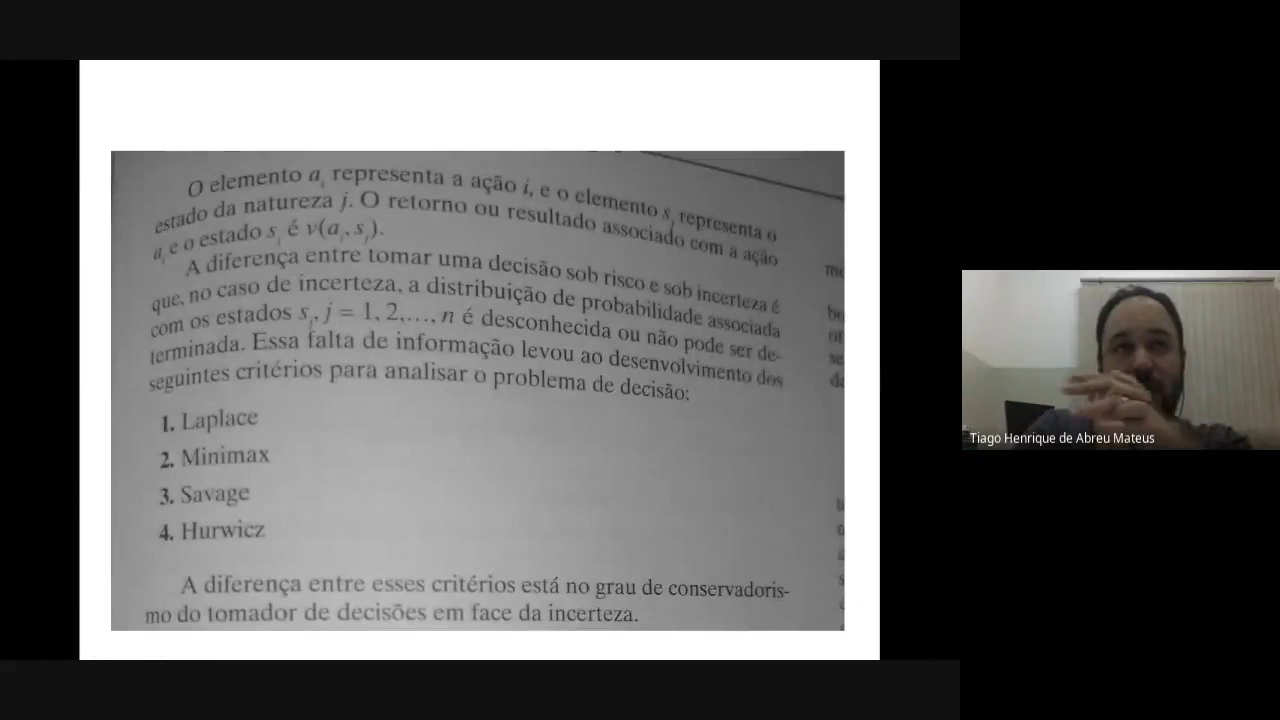 O elemento aᵢ representa a ação i, e o elemento sⱼ representa o
estado da natureza j. O retorno ou resultado associado com a ação
aᵢ e o estado sⱼ é v(aᵢ, sⱼ).
A diferença entre tomar uma decisão sob risco e sob incerteza é
que, no caso de incerteza, a distribuição de probabilidade associada
com os estados sⱼ, j = 1, 2,..., n é desconhecida ou não pode ser de-
terminada. Essa falta de informação levou ao desenvolvimento dos
seguintes critérios para analisar o problema de decisão:
1. Laplace
2. Minimax
3. Savage
4. Hurwicz
A diferença entre esses critérios está no grau de conservadoris-
mo do tomador de decisões em face da incerteza.
Tiago Henrique de Abreu Mateus